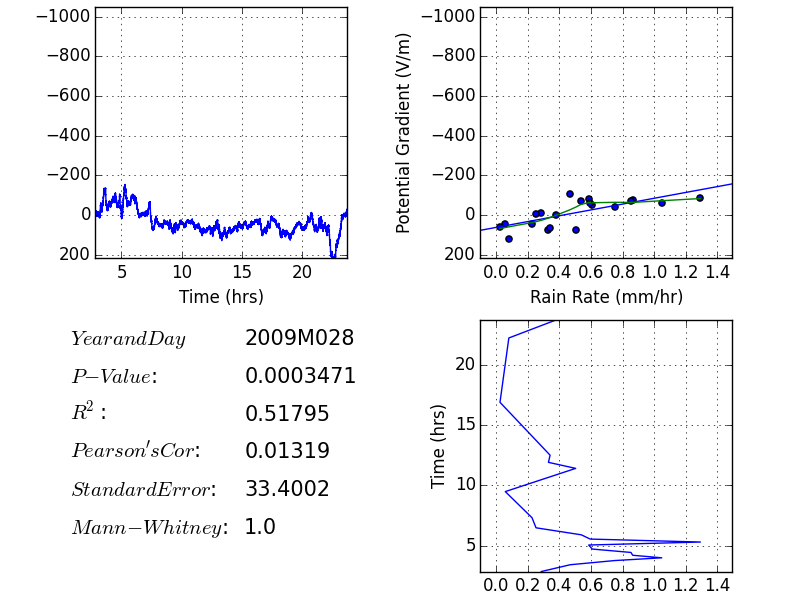 −1000
−800
−600
−400
−200
0
200
5 10 15 20
Time (hrs)
Potential Gradient (V/m)
−1000
−800
−600
−400
−200
0
200
0.0 0.2 0.4 0.6 0.8 1.0 1.2 1.4
Rain Rate (mm/hr)
YearandDay 2009M028
P−Value: 0.0003471
R²: 0.51795
Pearson'sCor: 0.01319
StandardError: 33.4002
Mann−Whitney: 1.0
Time (hrs)
20
15
10
5
0.0 0.2 0.4 0.6 0.8 1.0 1.2 1.4